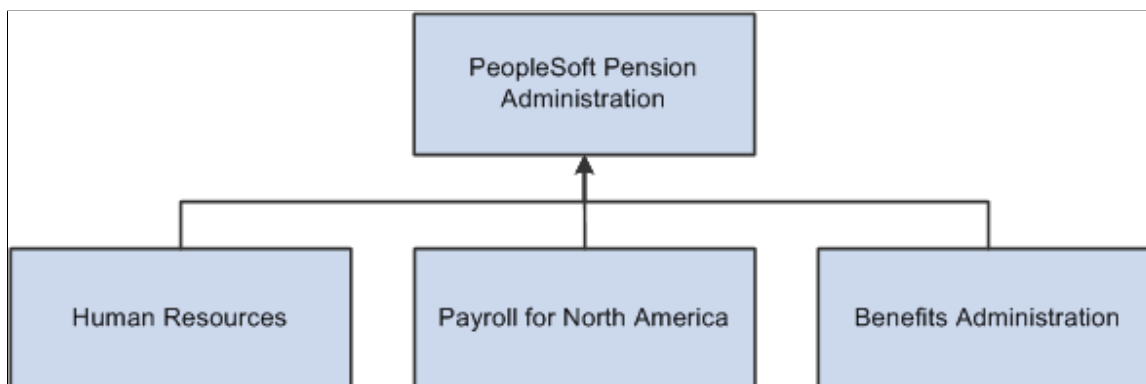 PeopleSoft Pension
Administration
Human Resources
Payroll for North America
Benefits Administration